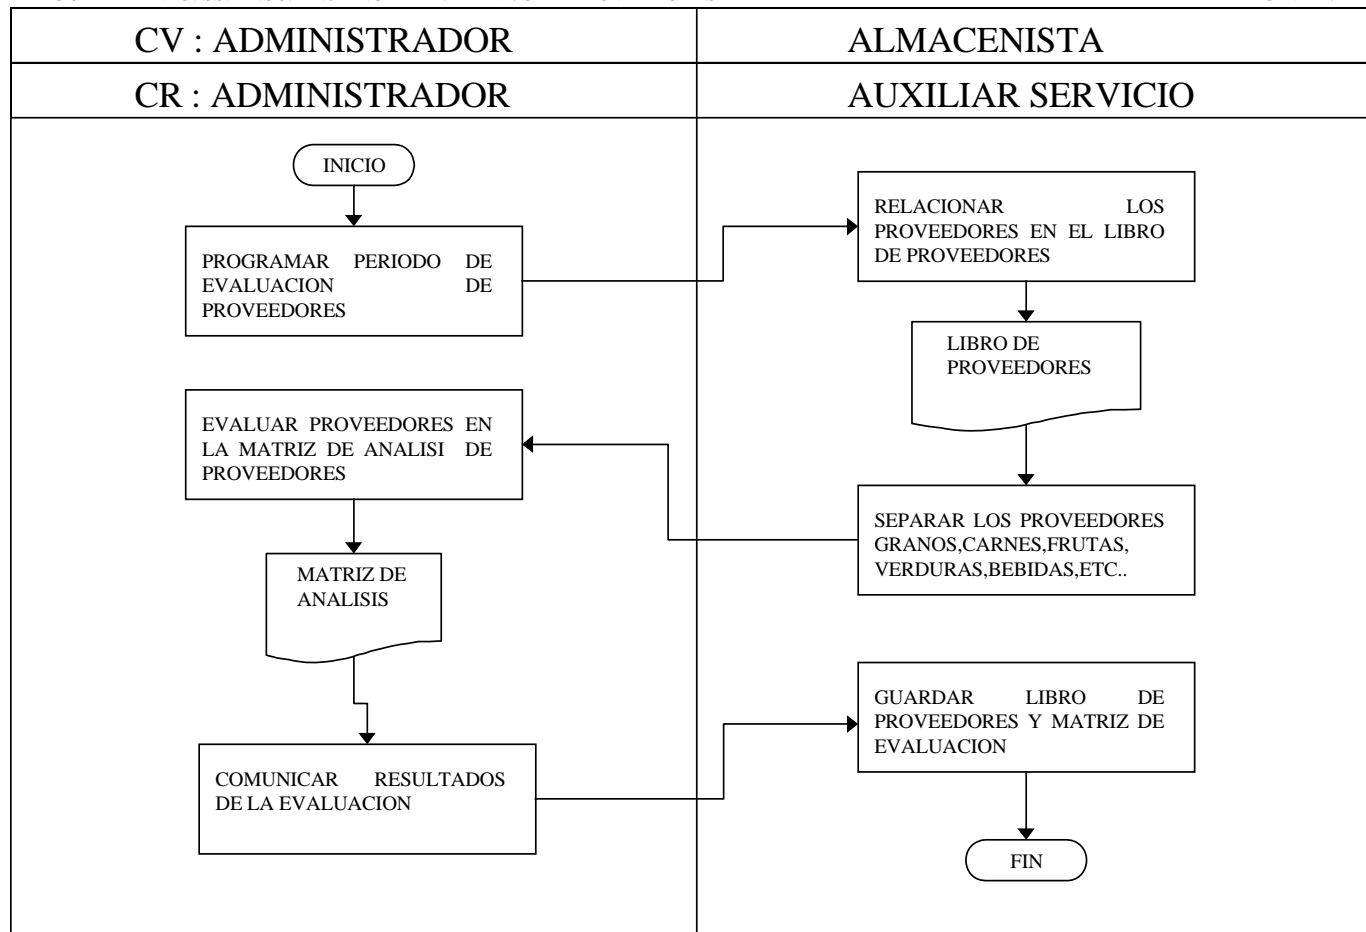 CV : ADMINISTRADOR
ALMACENISTA
CR : ADMINISTRADOR
AUXILIAR SERVICIO
INICIO
PROGRAMAR PERIODO DE
EVALUACION DE
PROVEEDORES
RELACIONAR LOS
PROVEEDORES EN EL LIBRO
DE PROVEEDORES
LIBRO DE
PROVEEDORES
SEPARAR LOS PROVEEDORES
GRANOS,CARNES,FRUTAS,
VERDURAS,BEBIDAS,ETC..
EVALUAR PROVEEDORES EN
LA MATRIZ DE ANALISI DE
PROVEEDORES
MATRIZ DE
ANALISIS
COMUNICAR RESULTADOS
DE LA EVALUACION
GUARDAR LIBRO DE
PROVEEDORES Y MATRIZ DE
EVALUACION
FIN